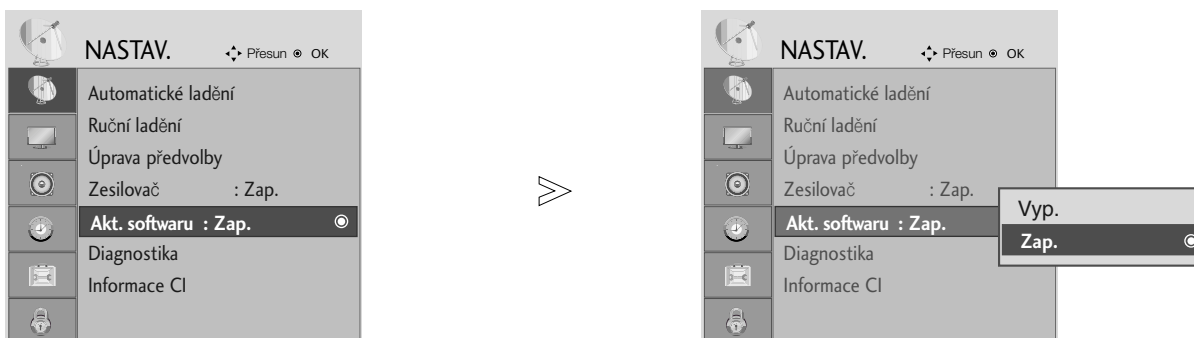 NASTAV. Přesun OK
Automatické ladění
Ruční ladění
Úprava předvolby
Zesilovač : Zap.
Akt. softwaru : Zap.
Diagnostika
Informace CI
NASTAV. Přesun OK
Automatické ladění
Ruční ladění
Úprava předvolby
Zesilovač : Zap.
Akt. softwaru : Zap.
Diagnostika
Informace CI
Vyp.
Zap.